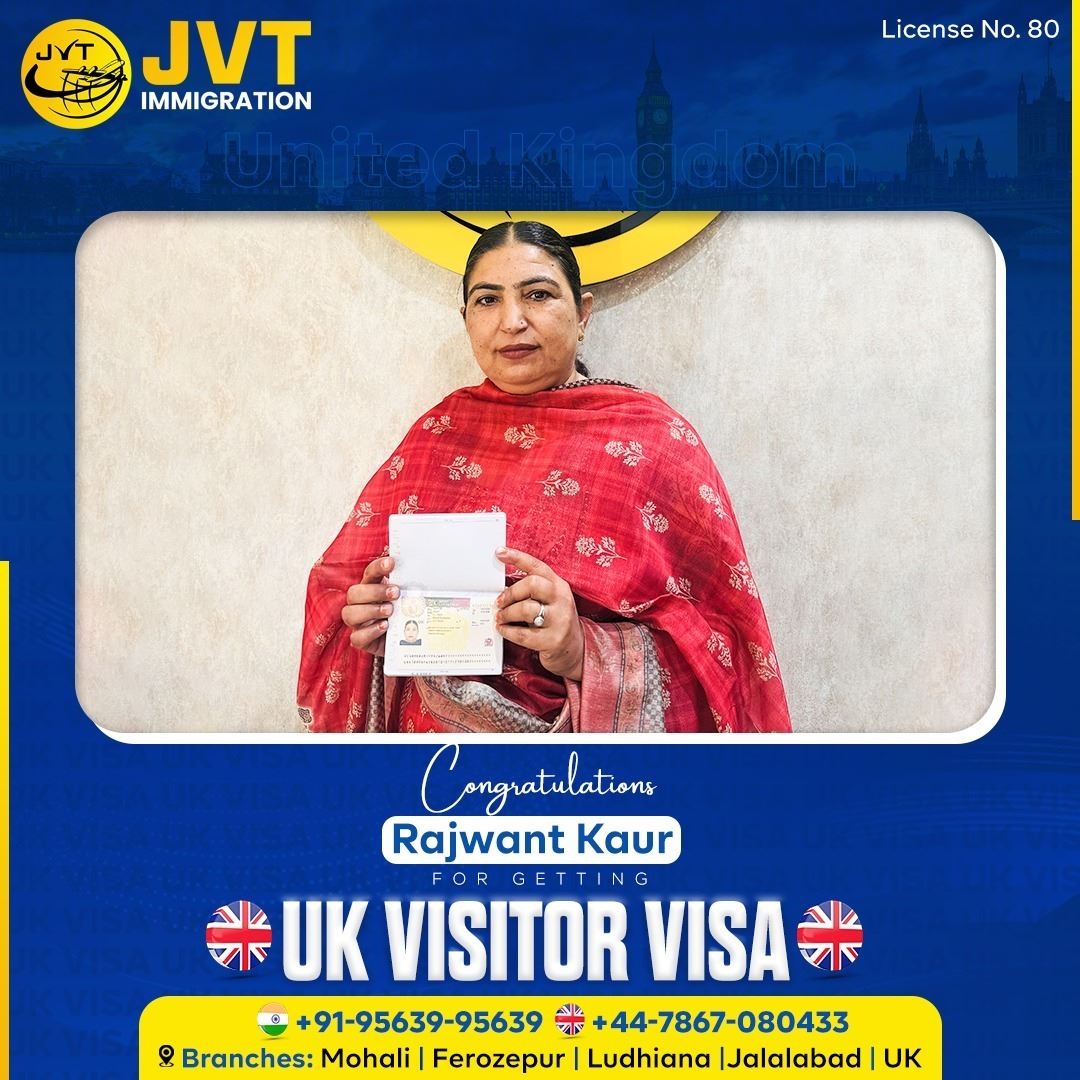 License No. 80
JVT
JVT
IMMIGRATION
United Kingdom
Congratulations
Rajwant Kaur
FOR GETTING
UK VISITOR VISA
+91-95639-95639 +44-7867-080433
Branches: Mohali | Ferozepur | Ludhiana |Jalalabad | UK